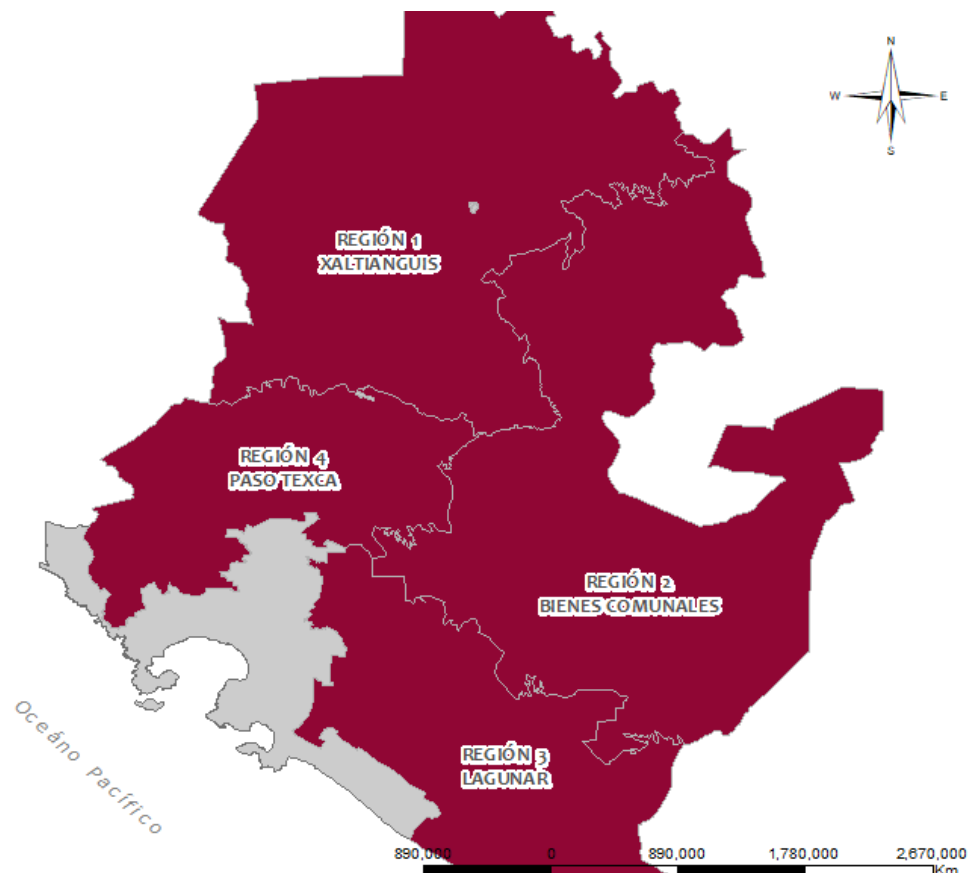 N
W E
S
REGIÓN 1
XALTIANGUIS
REGIÓN 4
PASO TEXCA
REGIÓN 2
BIENES COMUNALES
REGIÓN 3
LAGUNAR
Oceáno Pacífico
890,000 0 890,000 1,780,000 2,670,000
Km